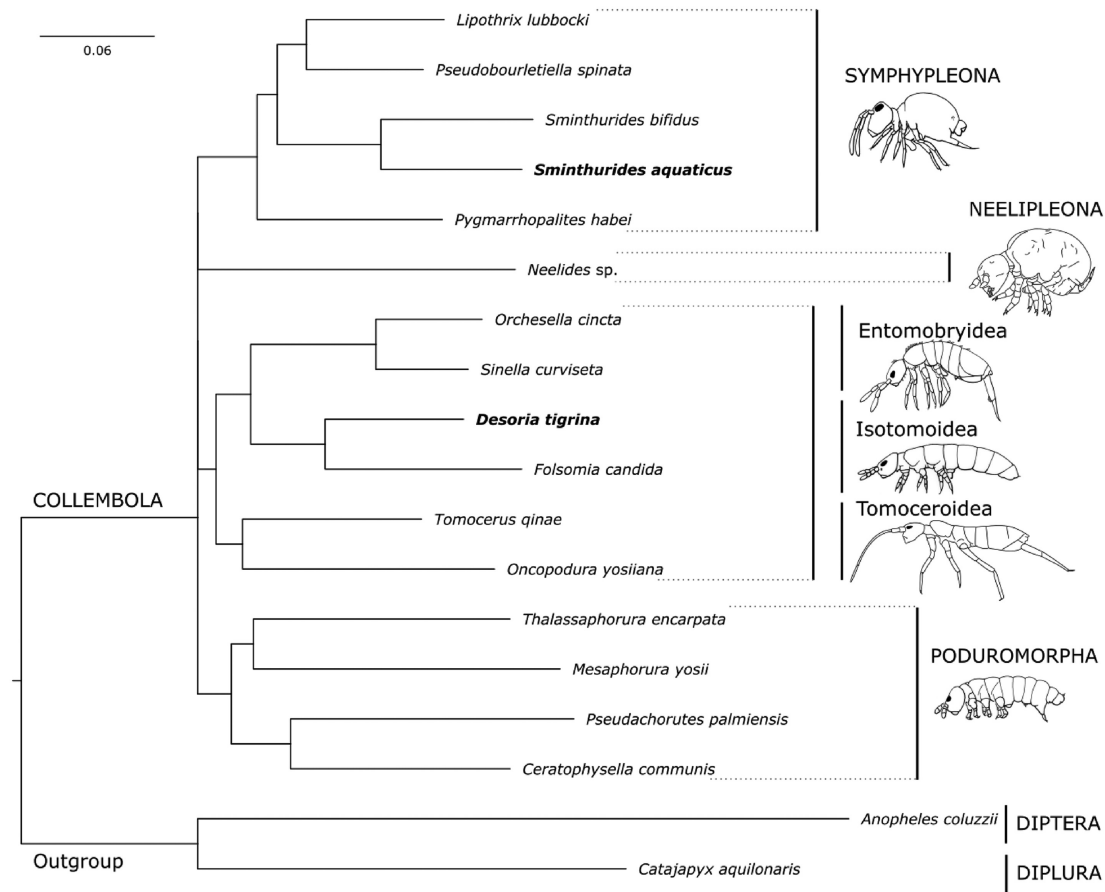 0.06
Lipothrix lubbocki
Pseudobourletiella spinata
SYMPHYPLEONA
Sminthurides bifidus
Sminthurides aquaticus
Pygmarrhopalites habei
NEELIPLEONA
Neelides sp.
Orchesella cincta
Entomobryidea
Sinella curviseta
Desoria tigrina
Isotomoidea
Folsomia candida
COLLEMBOLA
Tomoceroidea
Tomocerus qinae
Oncopodura yosiiana
Thalassaphorura encarpata
PODUROMORPHA
Mesaphorura yosii
Pseudachorutes palmiensis
Ceratophysella communis
Anopheles coluzzii
DIPTERA
Outgroup
Catajapyx aquilonaris
DIPLURA